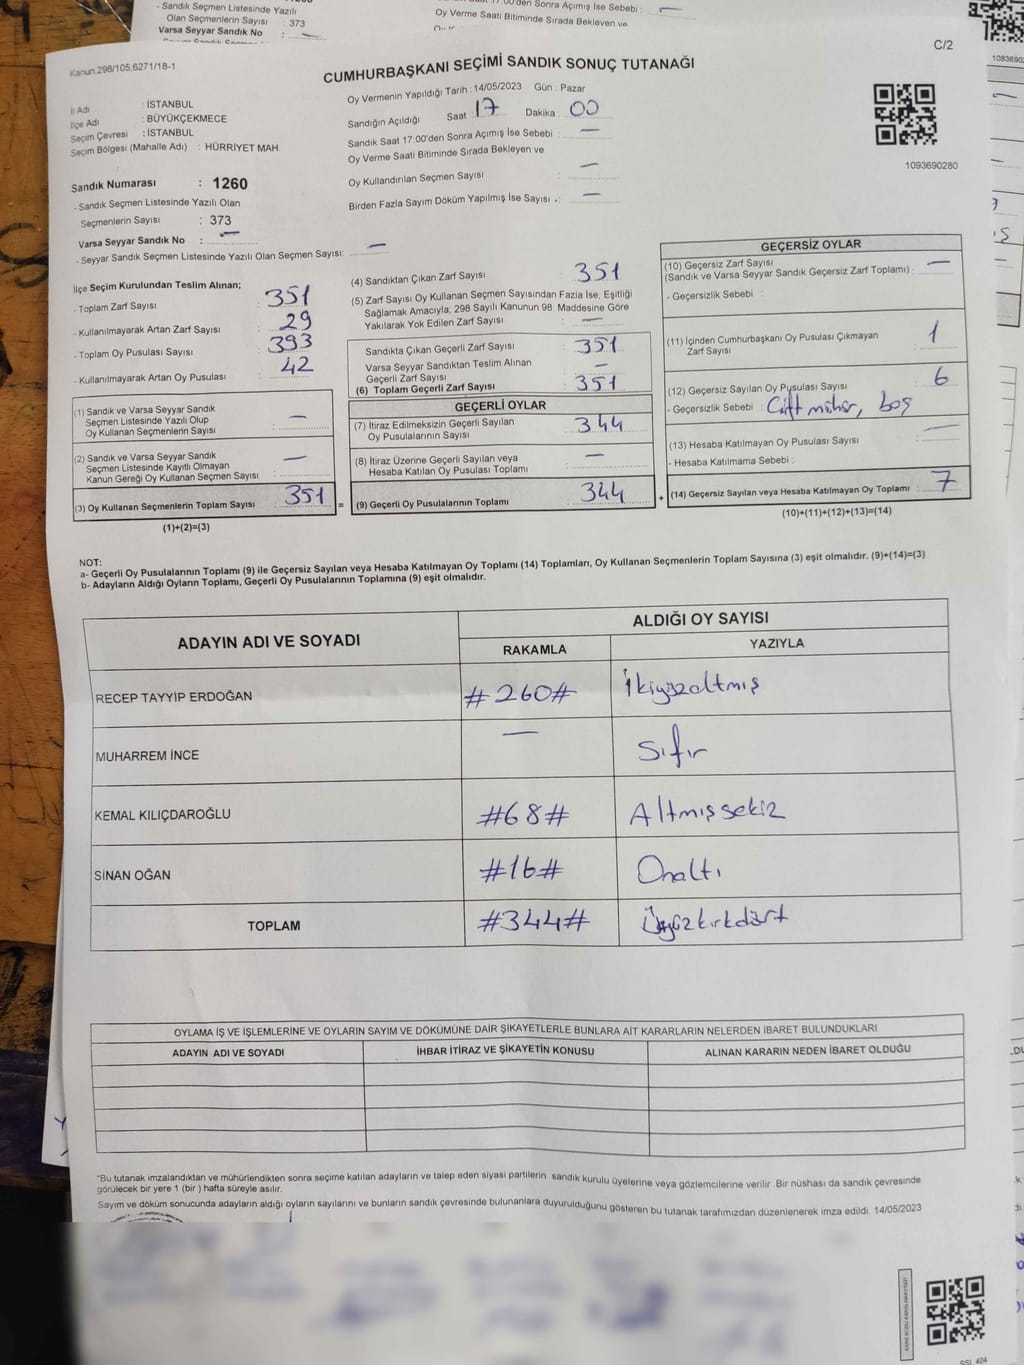 - Sandık Seçmen Listesinde Yazılı
Olan Seçmenlerin Sayısı : 373
Varsa Seyyar Sandık No : —
Oy Verme Saati Bitiminde Sırada Bekleyen ve
C/2
Kanun:298/105;6271/18-1
CUMHURBAŞKANI SEÇİMİ SANDIK SONUÇ TUTANAĞI
İl Adı : İSTANBUL
İlçe Adı : BÜYÜKÇEKMECE
Seçim Çevresi : İSTANBUL
Seçim Bölgesi (Mahalle Adı) : HÜRRİYET MAH.
Oy Vermenin Yapıldığı Tarih : 14/05/2023 Gün : Pazar
Sandığın Açıldığı Saat : 17 Dakika : 00
Sandık Saat 17:00'den Sonra Açımış İse Sebebi : —
Oy Verme Saati Bitiminde Sırada Bekleyen ve
Oy Kullandırılan Seçmen Sayısı : —
Birden Fazla Sayım Döküm Yapılmış İse Sayısı : —
1093690280
Sandık Numarası : 1260
- Sandık Seçmen Listesinde Yazılı Olan
Seçmenlerin Sayısı : 373
Varsa Seyyar Sandık No : —
- Seyyar Sandık Seçmen Listesinde Yazılı Olan Seçmen Sayısı: —
İlçe Seçim Kurulundan Teslim Alınan;
- Toplam Zarf Sayısı : 351
- Kullanılmayarak Artan Zarf Sayısı : 29
- Toplam Oy Pusulası Sayısı : 393
- Kullanılmayarak Artan Oy Pusulası : 42
(1) Sandık ve Varsa Seyyar Sandık
Seçmen Listesinde Yazılı Olup
Oy Kullanan Seçmenlerin Sayısı : —
(2) Sandık ve Varsa Seyyar Sandık
Seçmen Listesinde Kayıtlı Olmayan
Kanun Gereği Oy Kullanan Seçmen Sayısı : —
(3) Oy Kullanan Seçmenlerin Toplam Sayısı : 351
(1)+(2)=(3)
(4) Sandıktan Çıkan Zarf Sayısı : 351
(5) Zarf Sayısı Oy Kullanan Seçmen Sayısından Fazla İse, Eşitliği
Sağlamak Amacıyla; 298 Sayılı Kanunun 98. Maddesine Göre
Yakılarak Yok Edilen Zarf Sayısı : —
Sandıkta Çıkan Geçerli Zarf Sayısı : 351
Varsa Seyyar Sandıktan Teslim Alınan
Geçerli Zarf Sayısı : —
(6) Toplam Geçerli Zarf Sayısı : 351
GEÇERLİ OYLAR
(7) İtiraz Edilmeksizin Geçerli Sayılan
Oy Pusulalarının Sayısı : 344
(8) İtiraz Üzerine Geçerli Sayılan veya
Hesaba Katılan Oy Pusulası Toplamı : —
= (9) Geçerli Oy Pusulalarının Toplamı : 344
GEÇERSİZ OYLAR
(10) Geçersiz Zarf Sayısı
(Sandık ve Varsa Seyyar Sandık Geçersiz Zarf Toplamı) : —
- Geçersizlik Sebebi :
(11) İçinden Cumhurbaşkanı Oy Pusulası Çıkmayan
Zarf Sayısı : 1
(12) Geçersiz Sayılan Oy Pusulası Sayısı : 6
- Geçersizlik Sebebi : Çift mühür, boş
(13) Hesaba Katılmayan Oy Pusulası Sayısı : —
- Hesaba Katılmama Sebebi :
+ (14) Geçersiz Sayılan veya Hesaba Katılmayan Oy Toplamı : 7
(10)+(11)+(12)+(13)=(14)
NOT:
a- Geçerli Oy Pusulalarının Toplamı (9) ile Geçersiz Sayılan veya Hesaba Katılmayan Oy Toplamı (14) Toplamları, Oy Kullanan Seçmenlerin Toplam Sayısına (3) eşit olmalıdır. (9)+(14)=(3)
b- Adayların Aldığı Oyların Toplamı, Geçerli Oy Pusulalarının Toplamına (9) eşit olmalıdır.
ADAYIN ADI VE SOYADI ALDIĞI OY SAYISI
RAKAMLA YAZIYLA
RECEP TAYYİP ERDOĞAN #260# İkiyüzaltmış
MUHARREM İNCE — Sıfır
KEMAL KILIÇDAROĞLU #68# Altmışsekiz
SİNAN OĞAN #16# Onaltı
TOPLAM #344# Üçyüzkırkdört
OYLAMA İŞ VE İŞLEMLERİNE VE OYLARIN SAYIM VE DÖKÜMÜNE DAİR ŞİKAYETLERLE BUNLARA AİT KARARLARIN NELERDEN İBARET BULUNDUKLARI
ADAYIN ADI VE SOYADI İHBAR İTİRAZ VE ŞİKAYETİN KONUSU ALINAN KARARIN NEDEN İBARET OLDUĞU
"Bu tutanak imzalandıktan ve mühürlendikten sonra seçime katılan adayların ve talep eden siyasi partilerin sandık kurulu üyelerine veya gözlemcilerine verilir. Bir nüshası da sandık çevresinde
görülecek bir yere 1 (bir) hafta süreyle asılır.
Sayım ve döküm sonucunda adayların aldığı oyların sayılarını ve bunların sandık çevresinde bulunanlara duyurulduğunu gösteren bu tutanak tarafımızdan düzenlenerek imza edildi. 14/05/2023